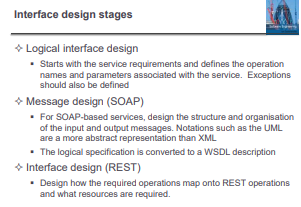 Interface design stages
✧ Logical interface design
▪ Starts with the service requirements and defines the operation
names and parameters associated with the service. Exceptions
should also be defined
✧ Message design (SOAP)
▪ For SOAP-based services, design the structure and organisation
of the input and output messages. Notations such as the UML
are a more abstract representation than XML
▪ The logical specification is converted to a WSDL description
✧ Interface design (REST)
▪ Design how the required operations map onto REST operations
and what resources are required.